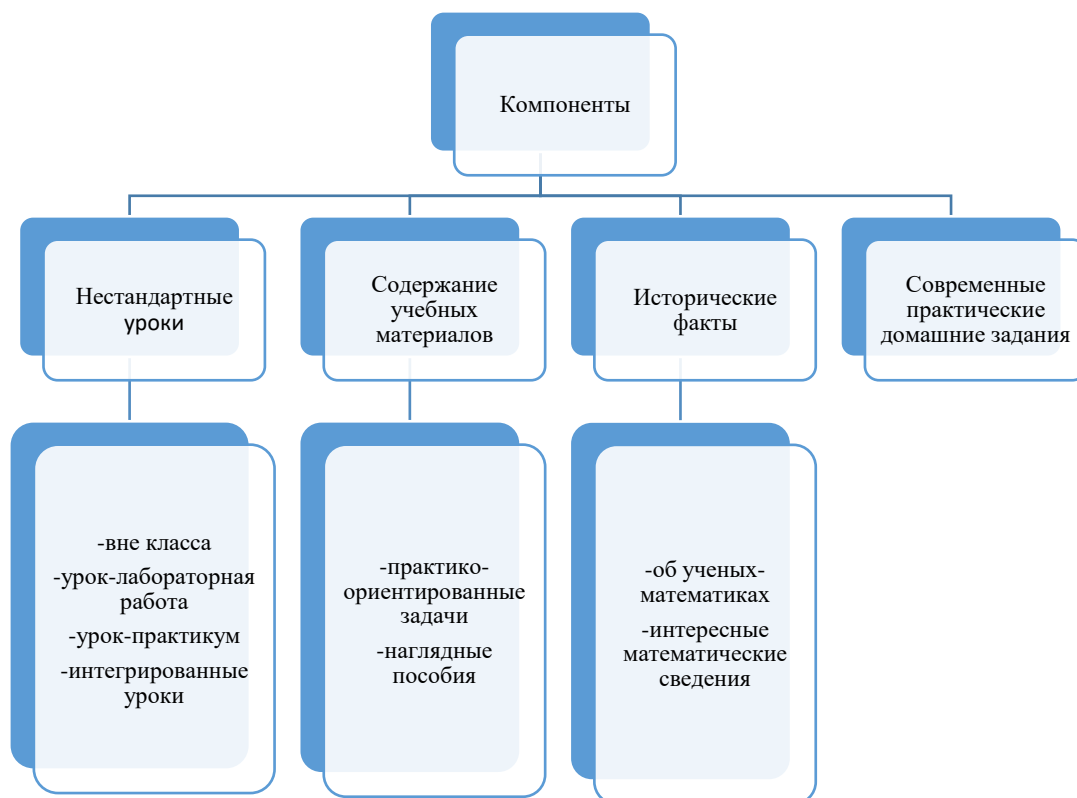 Компоненты
Нестандартные
уроки
Содержание
учебных
материалов
Исторические
факты
Современные
практические
домашние задания
-вне класса
-урок-лабораторная
работа
-урок-практикум
-интегрированные
уроки
-практико-
ориентированные
задачи
-наглядные
пособия
-об ученых-
математиках
-интересные
математические
сведения